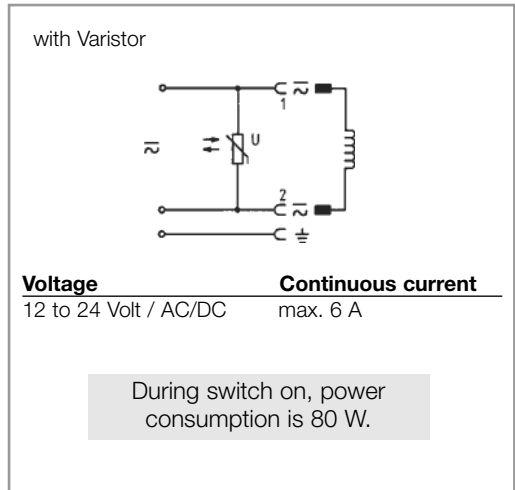 with Varistor
1
U
2
Voltage Continuous current
12 to 24 Volt / AC/DC max. 6 A
During switch on, power
consumption is 80 W.